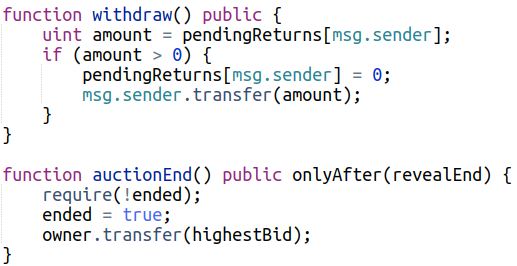 function withdraw() public {
    uint amount = pendingReturns[msg.sender];
    if (amount > 0) {
        pendingReturns[msg.sender] = 0;
        msg.sender.transfer(amount);
    }
}

function auctionEnd() public onlyAfter(revealEnd) {
    require(!ended);
    ended = true;
    owner.transfer(highestBid);
}